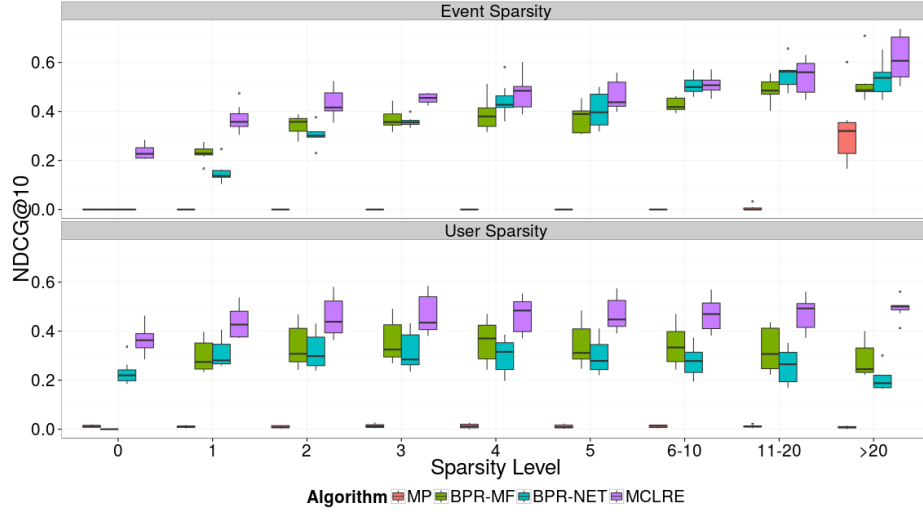 Event Sparsity
0.6
0.4
0.2
0.0
User Sparsity
0.6
0.4
0.2
0.0
NDCG@10
0 1 2 3 4 5 6-10 11-20 >20
Sparsity Level
Algorithm MP BPR-MF BPR-NET MCLRE